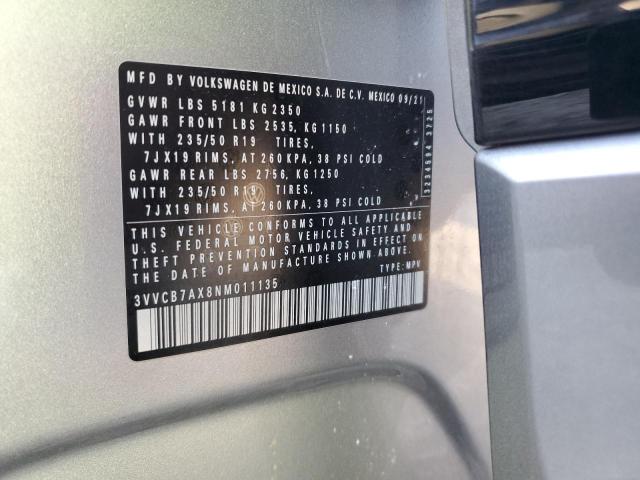 MFD BY VOLKSWAGEN DE MEXICO S.A. DE C.V. MEXICO 09/21
GVWR LBS 5181 KG 2350
GAWR FRONT LBS 2535, KG 1150
WITH 235/50 R19 TIRES,
7JX19 RIMS, AT 260 KPA, 38 PSI COLD
GAWR REAR LBS 2756, KG 1250
WITH 235/50 R19 TIRES,
7JX19 RIMS, AT 260 KPA, 38 PSI COLD
THIS VEHICLE CONFORMS TO ALL APPLICABLE
U.S. FEDERAL MOTOR VEHICLE SAFETY AND
THEFT PREVENTION STANDARDS IN EFFECT ON
THE DATE OF MANUFACTURE SHOWN ABOVE.
3VVCB7AX8NM011135
TYPE: MPV
3234594 3725